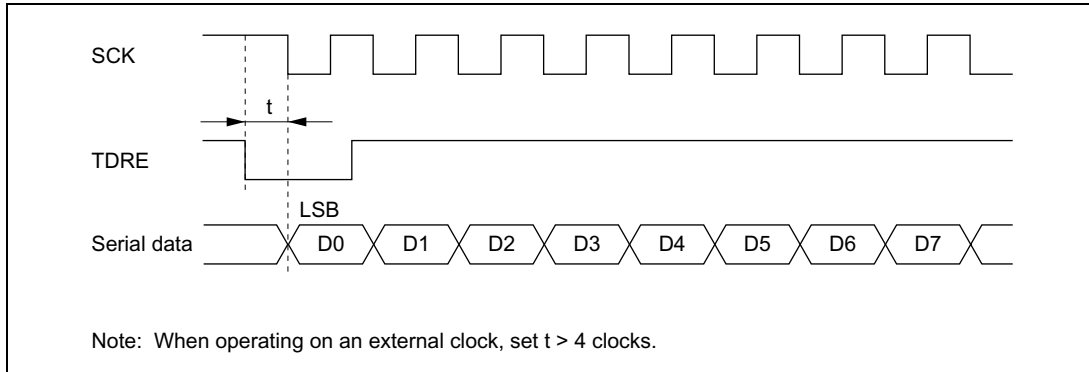 SCK
t
TDRE
LSB
Serial data D0 D1 D2 D3 D4 D5 D6 D7
Note: When operating on an external clock, set t > 4 clocks.